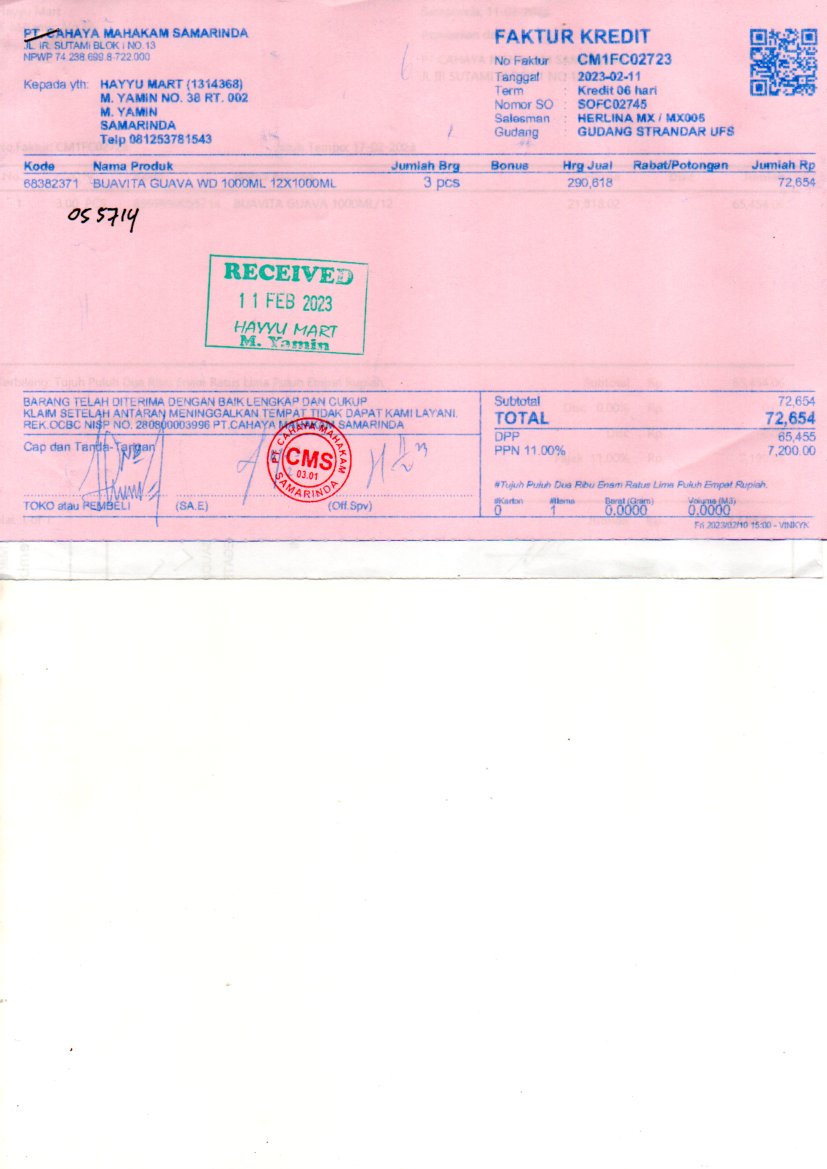 PT. CAHAYA MAHAKAM SAMARINDA
JL. IR. SUTAMI BLOK I NO.13
NPWP 74.238.699.8-722.000
Kepada yth: HAYYU MART (1314368)
M. YAMIN NO. 38 RT. 002
M. YAMIN
SAMARINDA
Telp 081253781543
FAKTUR KREDIT
No Faktur : CM1FC02723
Tanggal : 2023-02-11
Term : Kredit 06 hari
Nomor SO : SOFC02745
Salesman : HERLINA MX / MX005
Gudang : GUDANG STRANDAR UFS
Kode Nama Produk Jumlah Brg Bonus Hrg Jual Rabat/Potongan Jumlah Rp
68382371 BUAVITA GUAVA WD 1000ML 12X1000ML 3 pcs 290,618 72,654
055714
RECEIVED
11 FEB 2023
HAYYU MART
M. Yamin
BARANG TELAH DITERIMA DENGAN BAIK LENGKAP DAN CUKUP
KLAIM SETELAH ANTARAN MENINGGALKAN TEMPAT TIDAK DAPAT KAMI LAYANI.
REK.OCBC NISP NO. 280800003996 PT.CAHAYA MAHAKAM SAMARINDA
Cap dan Tanda-Tangan
PT. CAHAYA MAHAKAM
CMS
03.01
SAMARINDA
TOKO atau PEMBELI (SA.E) (Off.Spv)
Subtotal 72,654
TOTAL 72,654
DPP 65,455
PPN 11.00% 7,200.00
#Tujuh Puluh Dua Ribu Enam Ratus Lima Puluh Empat Rupiah.
#Karton #Items Berat (Gram) Volume (M3)
0 1 0.0000 0.0000
Fri 2023/02/10 15:00 - VINKYK